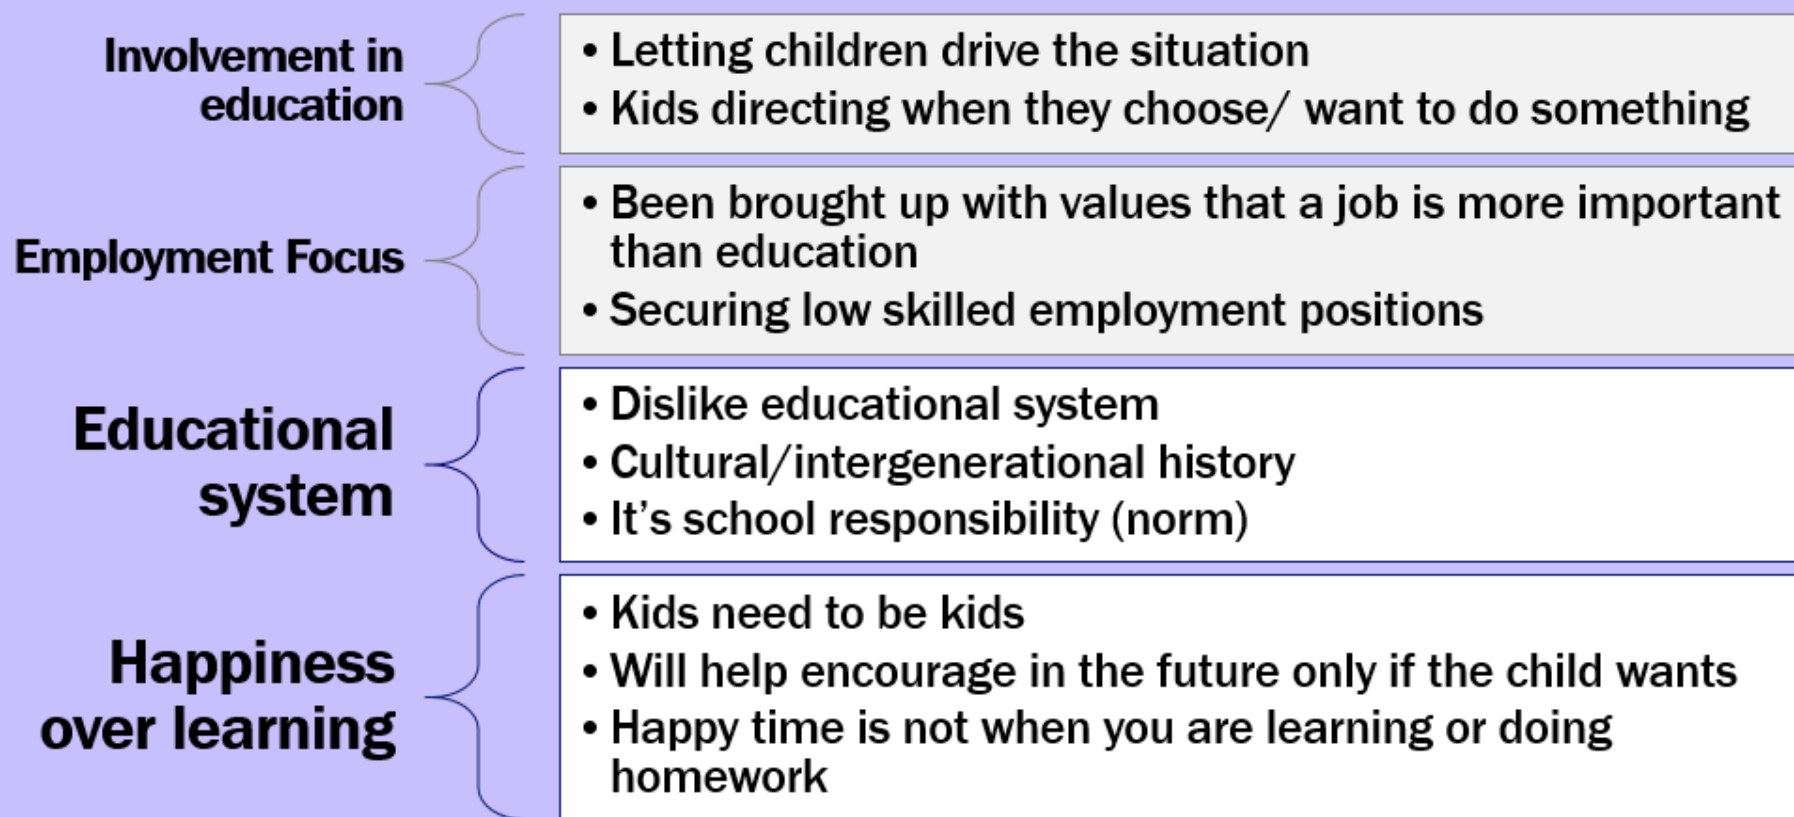 Involvement in
education
• Letting children drive the situation
• Kids directing when they choose/ want to do something
Employment Focus
• Been brought up with values that a job is more important
than education
• Securing low skilled employment positions
Educational
system
• Dislike educational system
• Cultural/intergenerational history
• It’s school responsibility (norm)
Happiness
over learning
• Kids need to be kids
• Will help encourage in the future only if the child wants
• Happy time is not when you are learning or doing
homework